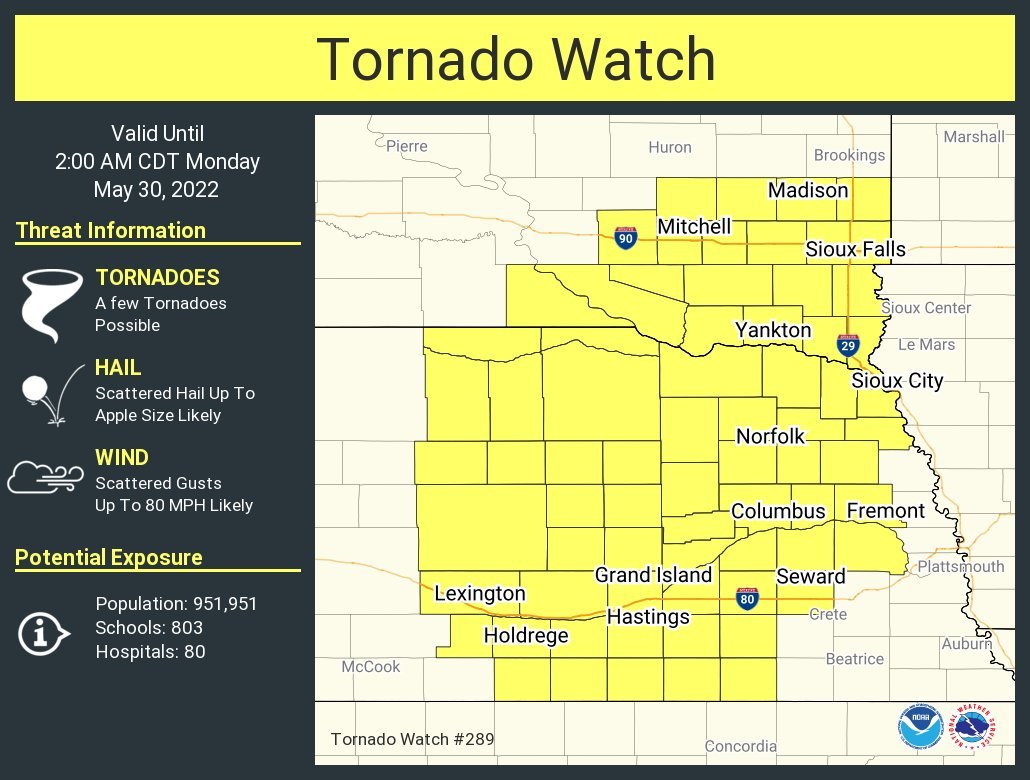 Tornado Watch
Valid Until
2:00 AM CDT Monday
May 30, 2022
Threat Information
TORNADOES
A few Tornadoes
Possible
HAIL
Scattered Hail Up To
Apple Size Likely
WIND
Scattered Gusts
Up To 80 MPH Likely
Potential Exposure
Population: 951,951
Schools: 803
Hospitals: 80
Pierre
Huron
Brookings
Marshall
Madison
Mitchell
90
Sioux Falls
Sioux Center
Yankton
29
Le Mars
Sioux City
Norfolk
Columbus
Fremont
Plattsmouth
Grand Island
Seward
Lexington
80
Hastings
Crete
Holdrege
Auburn
McCook
Beatrice
Concordia
Tornado Watch #289
NOAA
NATIONAL WEATHER SERVICE